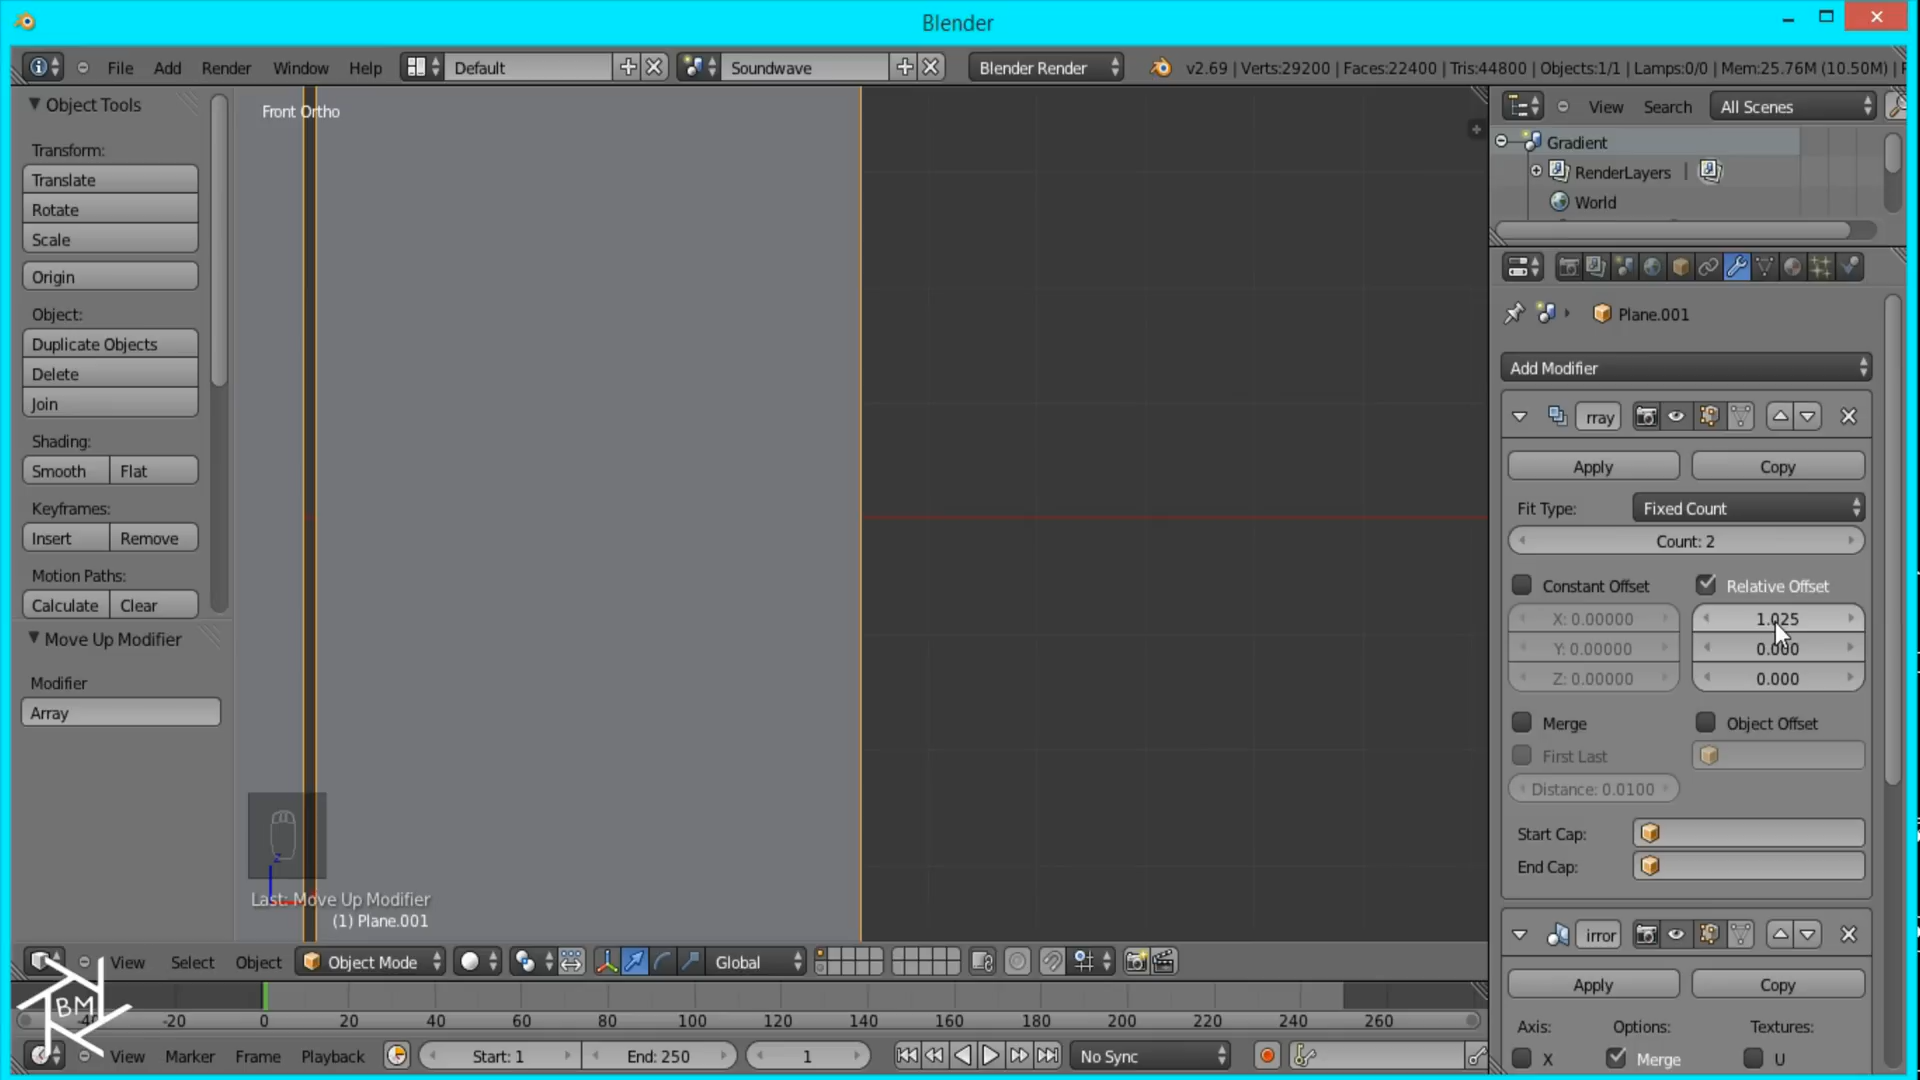 Blender
File Add Render Window Help Default Soundwave Blender Render v2.69 | Verts:29200 | Faces:22400 | Tris:44800 | Objects:1/1 | Lamps:0/0 | Mem:25.76M (10.50M) |
Object Tools
Transform:
Translate
Rotate
Scale
Origin
Object:
Duplicate Objects
Delete
Join
Shading:
Smooth Flat
Keyframes:
Insert Remove
Motion Paths:
Calculate Clear
Move Up Modifier
Modifier
Array
Front Ortho
Last: Move Up Modifier
(1) Plane.001
View Search All Scenes
Gradient
RenderLayers |
World
Plane.001
Add Modifier
rray
Apply Copy
Fit Type: Fixed Count
Count: 2
Constant Offset Relative Offset
X: 0.00000 1.025
Y: 0.00000 0.000
Z: 0.00000 0.000
Merge Object Offset
First Last
Distance: 0.0100
Start Cap:
End Cap:
irror
Apply Copy
Axis: Options: Textures:
X Merge U
View Select Object Object Mode Global
-40 -20 0 20 40 60 80 100 120 140 160 180 200 220 240 260
View Marker Frame Playback Start: 1 End: 250 1 No Sync
BM